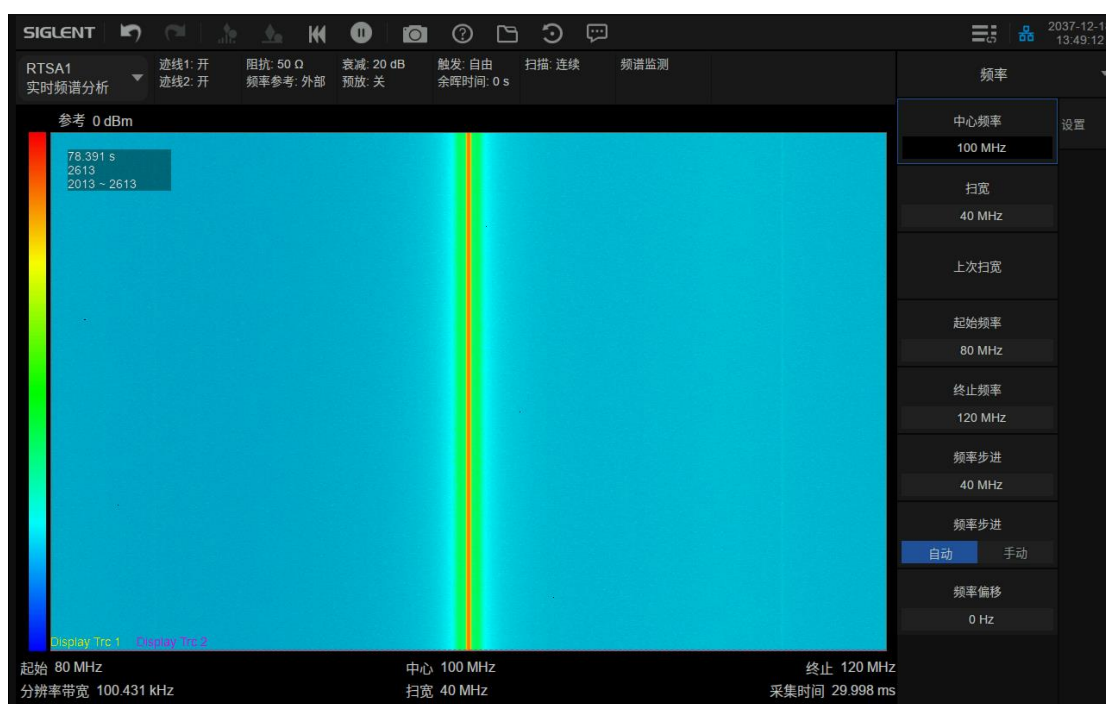 SIGLENT
2037-12-1
13:49:12
RTSA1
实时频谱分析
迹线1: 开
迹线2: 开
阻抗: 50 Ω
频率参考: 外部
衰减: 20 dB
预放: 关
触发: 自由
余晖时间: 0 s
扫描: 连续
频谱监测
频率
参考 0 dBm
78.391 s
2613
2013 ~ 2613
中心频率
100 MHz
设置
扫宽
40 MHz
上次扫宽
起始频率
80 MHz
终止频率
120 MHz
频率步进
40 MHz
频率步进
自动 手动
频率偏移
0 Hz
Display Trc 1 Display Trc 2
起始 80 MHz 中心 100 MHz 终止 120 MHz
分辨率带宽 100.431 kHz 扫宽 40 MHz 采集时间 29.998 ms